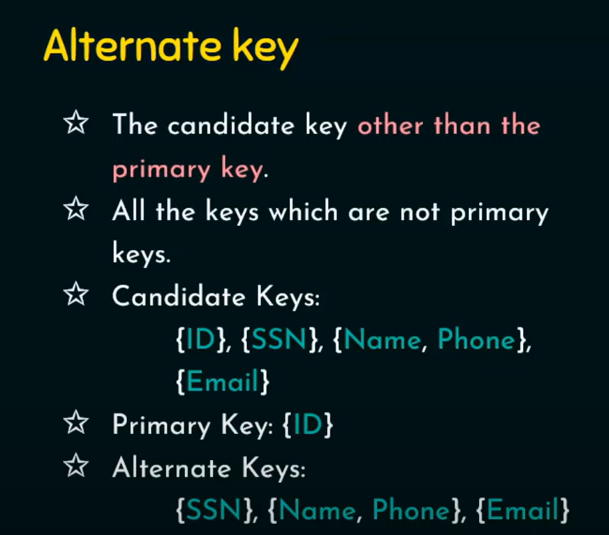 Alternate key
☆ The candidate key other than the
primary key.
☆ All the keys which are not primary
keys.
☆ Candidate Keys:
{ID}, {SSN}, {Name, Phone},
{Email}
☆ Primary Key: {ID}
☆ Alternate Keys:
{SSN}, {Name, Phone}, {Email}